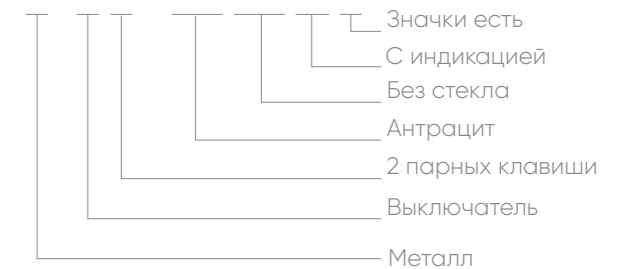 Значки есть
С индикацией
Без стекла
Антрацит
2 парных клавиши
Выключатель
Металл